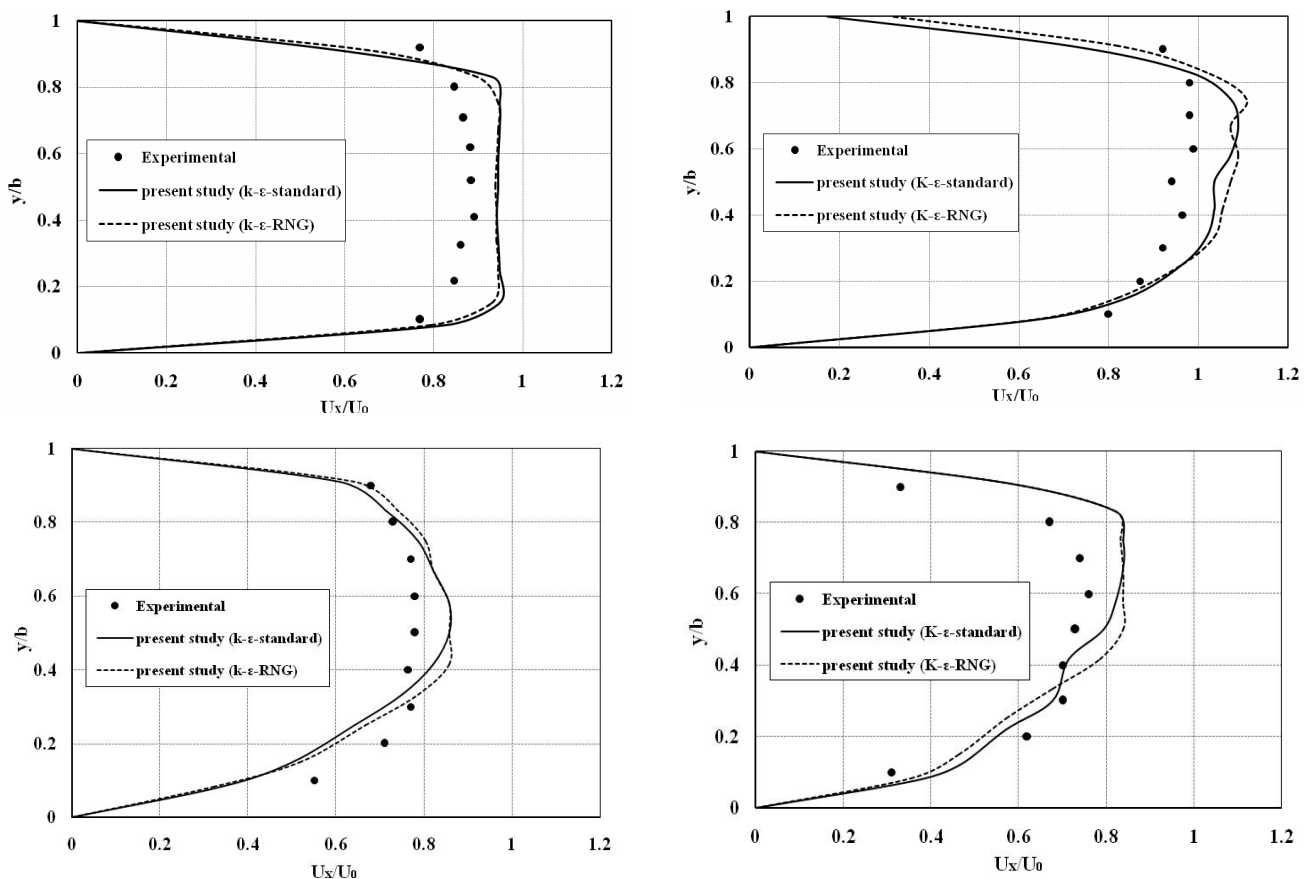 1
0.8
0.6
0.4
0.2
0
y/b
Experimental
present study (k-ε-standard)
present study (k-ε-RNG)
0 0.2 0.4 0.6 0.8 1 1.2
Ux/U0
1
0.8
0.6
0.4
0.2
0
y/b
Experimental
present study (K-ε-standard)
present study (K-ε-RNG)
0 0.2 0.4 0.6 0.8 1 1.2
Ux/U0
1
0.8
0.6
0.4
0.2
0
y/b
Experimental
present study (k-ε-standard)
present study (k-ε-RNG)
0 0.2 0.4 0.6 0.8 1 1.2
Ux/U0
1
0.8
0.6
0.4
0.2
0
y/b
Experimental
present study (K-ε-standard)
present study (K-ε-RNG)
0 0.2 0.4 0.6 0.8 1 1.2
Ux/U0